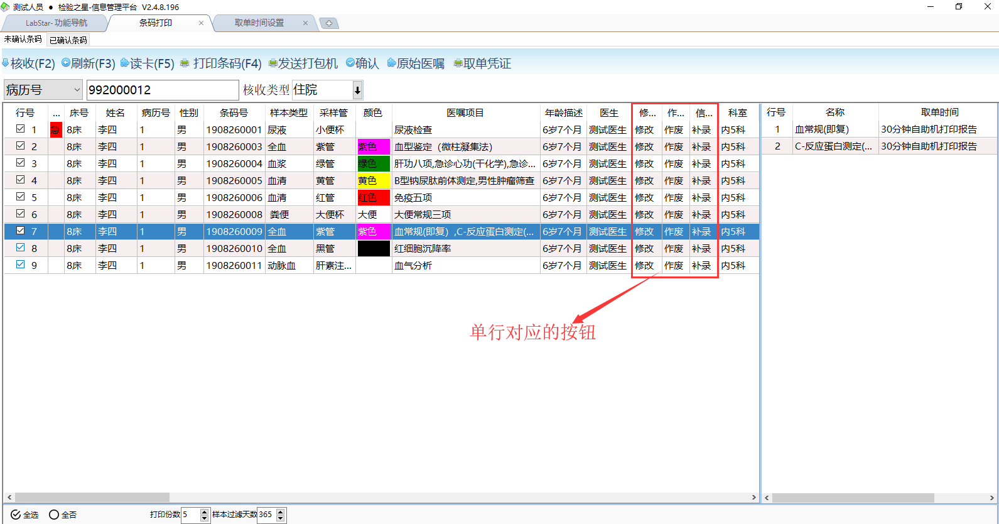 测试人员 ● 检验之星-信息管理平台 V2.4.8.196
LabStar- 功能导航 条码打印 × 取单时间设置 ×
未确认条码 已确认条码
核收(F2) 刷新(F3) 读卡(F5) 打印条码(F4) 发送打包机 确认 原始医嘱 取单凭证
病历号 992000012 核收类型 住院
行号 ... 床号 姓名 病历号 性别 条码号 样本类型 采样管 颜色 医嘱项目 年龄描述 医生 修... 作... 信... 科室
1 急 8床 李四 1 男 1908260001 尿液 小便杯 尿液检查 6岁7个月 测试医生 修改 作废 补录 内5科
2 8床 李四 1 男 1908260003 全血 紫管 紫色 血型鉴定（微柱凝集法） 6岁7个月 测试医生 修改 作废 补录 内5科
3 8床 李四 1 男 1908260004 血浆 绿管 绿色 肝功八项,急诊心功(干化学),急诊... 6岁7个月 测试医生 修改 作废 补录 内5科
4 8床 李四 1 男 1908260005 血清 黄管 黄色 B型钠尿肽前体测定,男性肿瘤筛查 6岁7个月 测试医生 修改 作废 补录 内5科
5 8床 李四 1 男 1908260006 血清 红管 红色 免疫五项 6岁7个月 测试医生 修改 作废 补录 内5科
6 8床 李四 1 男 1908260008 粪便 大便杯 大便 大便常规三项 6岁7个月 测试医生 修改 作废 补录 内5科
7 8床 李四 1 男 1908260009 全血 紫管 紫色 血常规(即复）,C-反应蛋白测定(... 6岁7个月 测试医生 修改 作废 补录 内5科
8 8床 李四 1 男 1908260010 全血 黑管 红细胞沉降率 6岁7个月 测试医生 修改 作废 补录 内5科
9 8床 李四 1 男 1908260011 动脉血 肝素注... 血气分析 6岁7个月 测试医生 修改 作废 补录 内5科
单行对应的按钮
行号 名称 取单时间
1 血常规(即复) 30分钟自助机打印报告
2 C-反应蛋白测定(... 30分钟自助机打印报告
全选 全否 打印份数 5 样本过滤天数 365